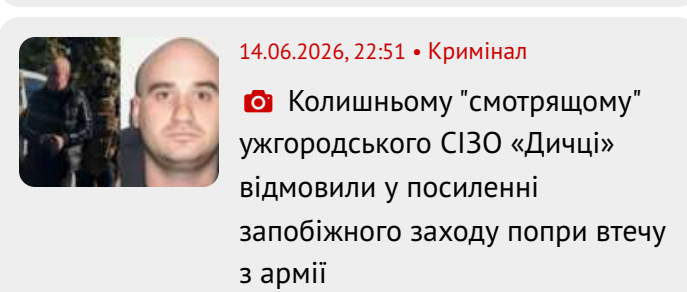 14.06.2026, 22:51 • Кримінал
Колишньому "смотрящому"
ужгородського СІЗО «Дичці»
відмовили у посиленні
запобіжного заходу попри втечу
з армії